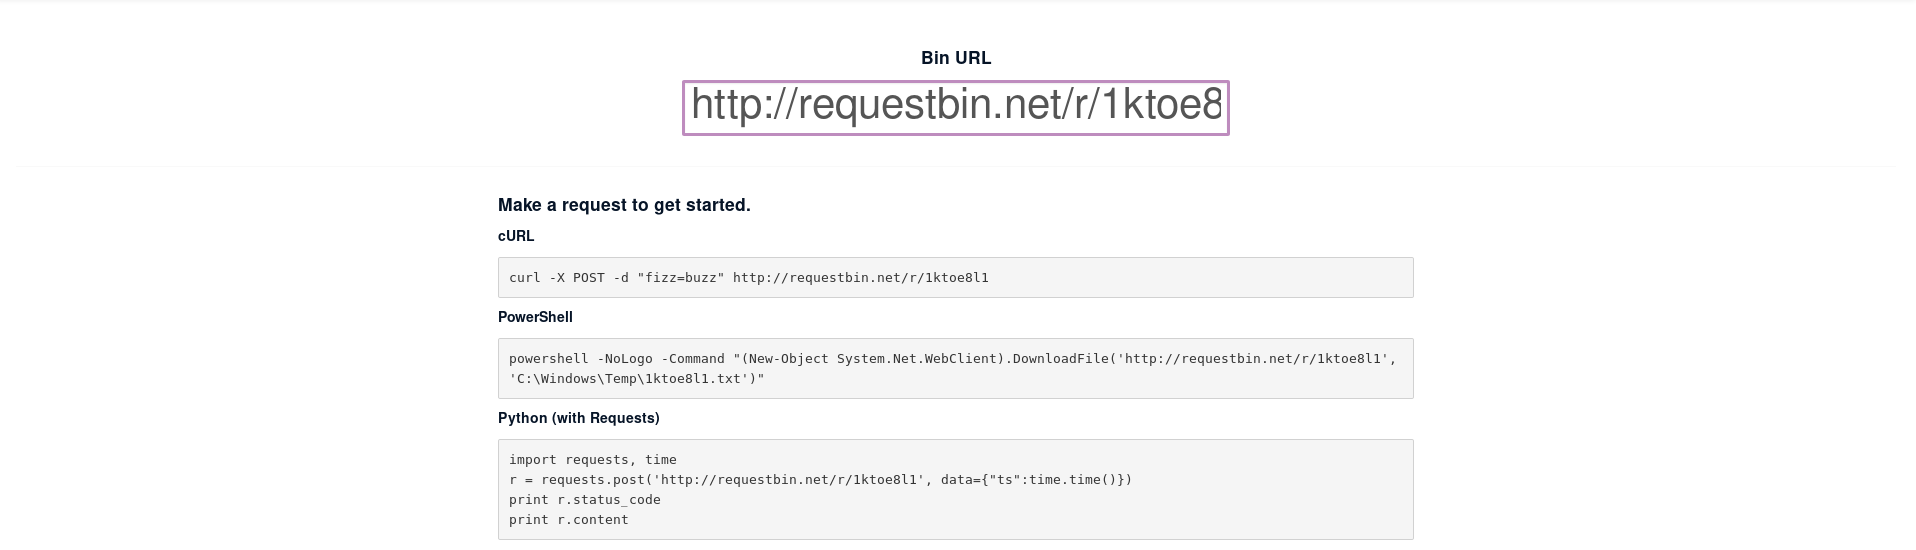 Bin URL
http://requestbin.net/r/1ktoe8
Make a request to get started.
cURL
curl -X POST -d "fizz=buzz" http://requestbin.net/r/1ktoe8l1
PowerShell
powershell -NoLogo -Command "(New-Object System.Net.WebClient).DownloadFile('http://requestbin.net/r/1ktoe8l1',
'C:\Windows\Temp\1ktoe8l1.txt')"
Python (with Requests)
import requests, time
r = requests.post('http://requestbin.net/r/1ktoe8l1', data={"ts":time.time()})
print r.status_code
print r.content